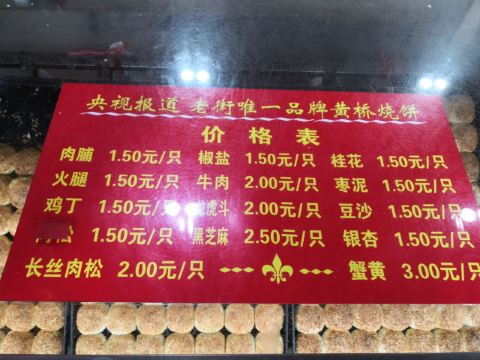 央视报道 老街唯一品牌黄桥烧饼
价格表
肉脯 1.50元/只 椒盐 1.50元/只 桂花 1.50元/只
火腿 1.50元/只 牛肉 2.00元/只 枣泥 1.50元/只
鸡丁 1.50元/只 虎斗 2.00元/只 豆沙 1.50元/只
松 1.50元/只 黑芝麻 2.50元/只 银杏 1.50元/只
长丝肉松 2.00元/只 蟹黄 3.00元/只